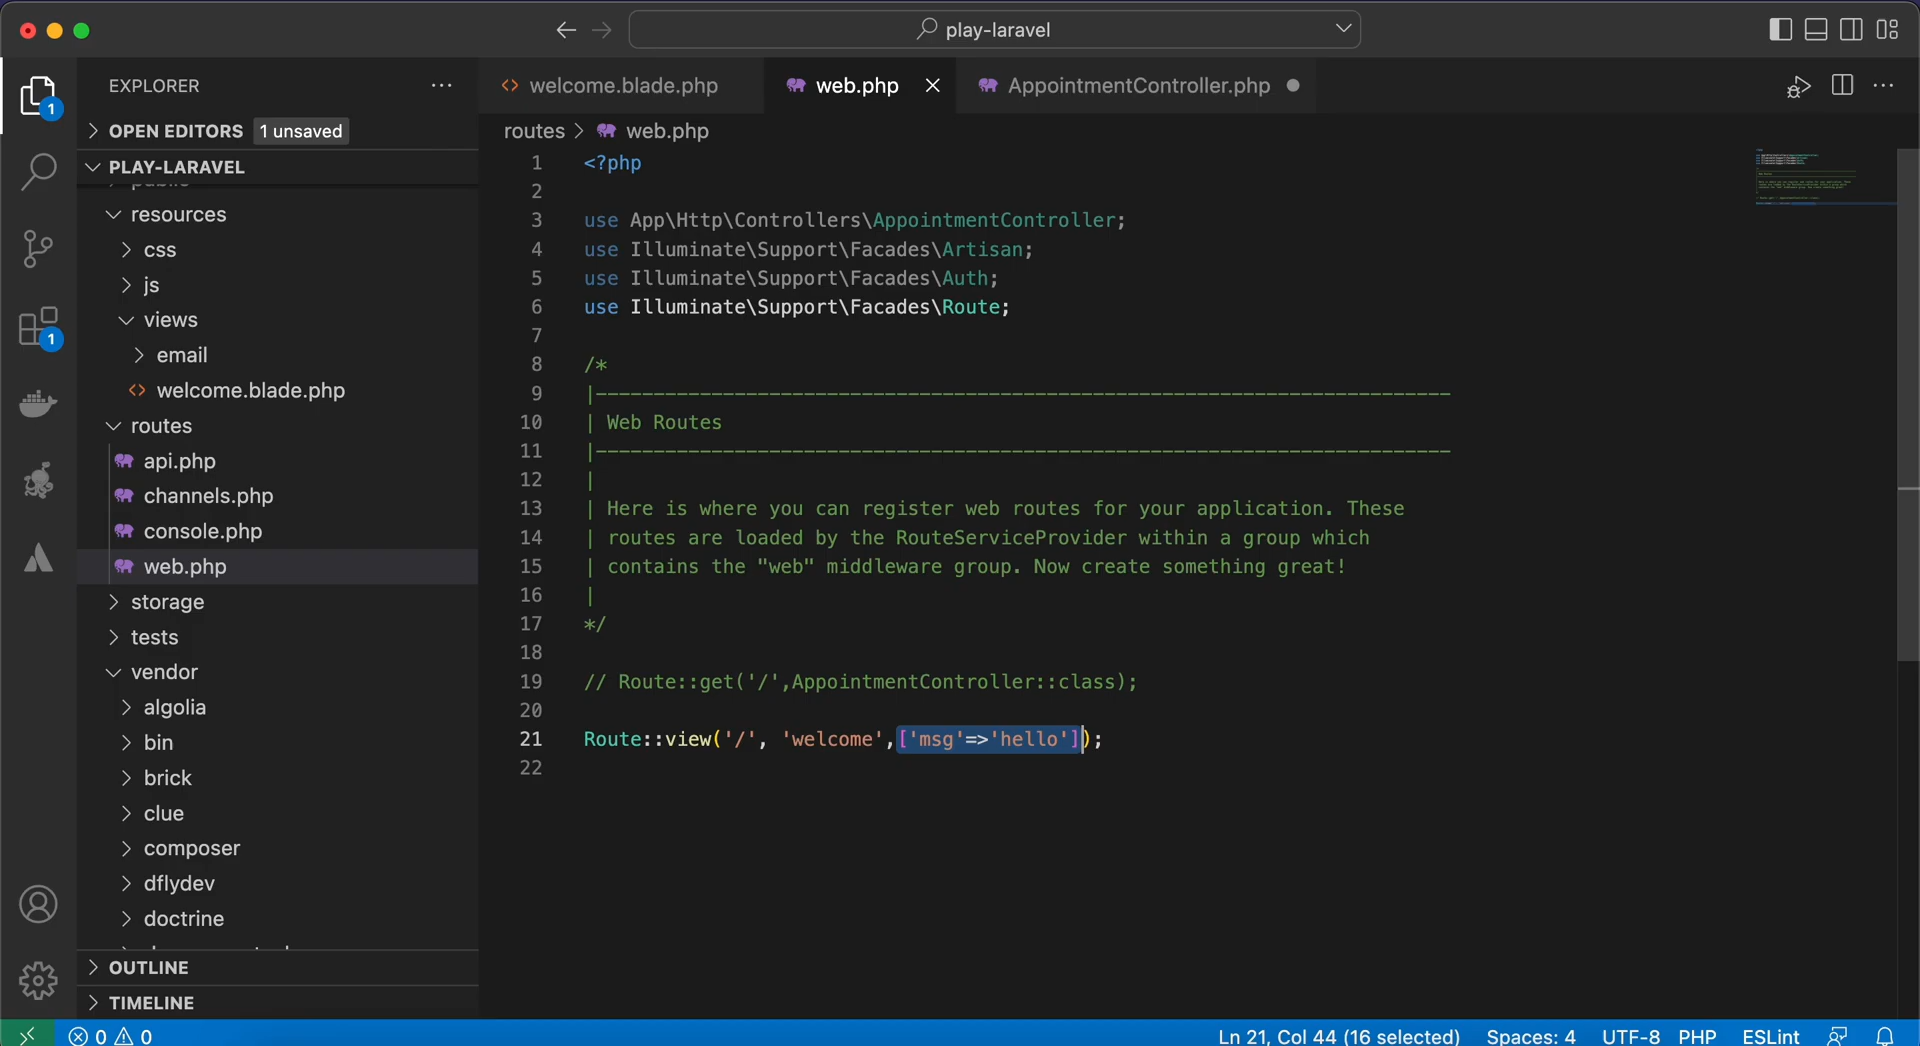 play-laravel
EXPLORER
1
OPEN EDITORS 1 unsaved
PLAY-LARAVEL
resources
css
js
views
email
welcome.blade.php
routes
api.php
channels.php
console.php
web.php
storage
tests
vendor
algolia
bin
brick
clue
composer
dflydev
doctrine
OUTLINE
TIMELINE
1
welcome.blade.php
web.php
AppointmentController.php
routes > web.php
1 <?php
2
3 use App\Http\Controllers\AppointmentController;
4 use Illuminate\Support\Facades\Artisan;
5 use Illuminate\Support\Facades\Auth;
6 use Illuminate\Support\Facades\Route;
7
8 /*
9 |--------------------------------------------------------------------------
10 | Web Routes
11 |--------------------------------------------------------------------------
12 |
13 | Here is where you can register web routes for your application. These
14 | routes are loaded by the RouteServiceProvider within a group which
15 | contains the "web" middleware group. Now create something great!
16 |
17 */
18
19 // Route::get('/',AppointmentController::class);
20
21 Route::view('/', 'welcome',['msg'=>'hello']);
22
0 0
Ln 21, Col 44 (16 selected)
Spaces: 4
UTF-8
PHP
ESLint